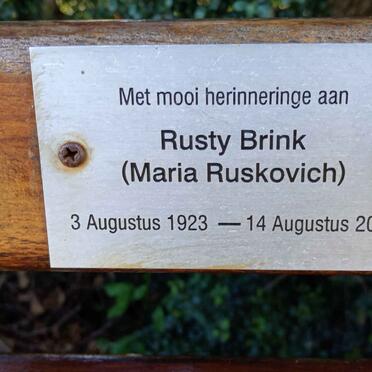 Met mooi herinneringe aan
Rusty Brink
(Maria Ruskovich)
3 Augustus 1923 — 14 Augustus